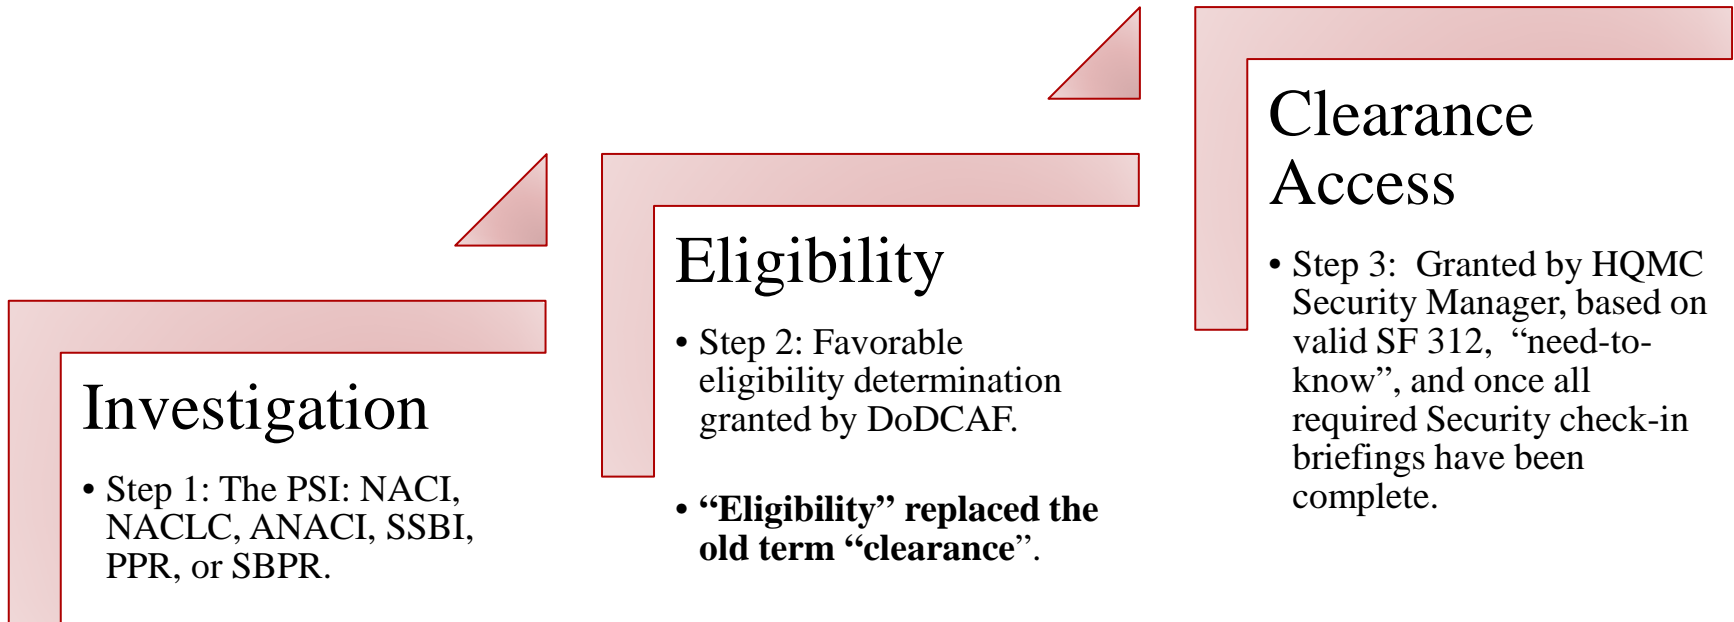 Investigation
• Step 1: The PSI: NACI,
NACLC, ANACI, SSBI,
PPR, or SBPR.
Eligibility
• Step 2: Favorable
eligibility determination
granted by DoDCAF.
• “Eligibility” replaced the
old term “clearance”.
Clearance
Access
• Step 3:  Granted by HQMC
Security Manager, based on
valid SF 312,  “need-to-
know”, and once all
required Security check-in
briefings have been
complete.